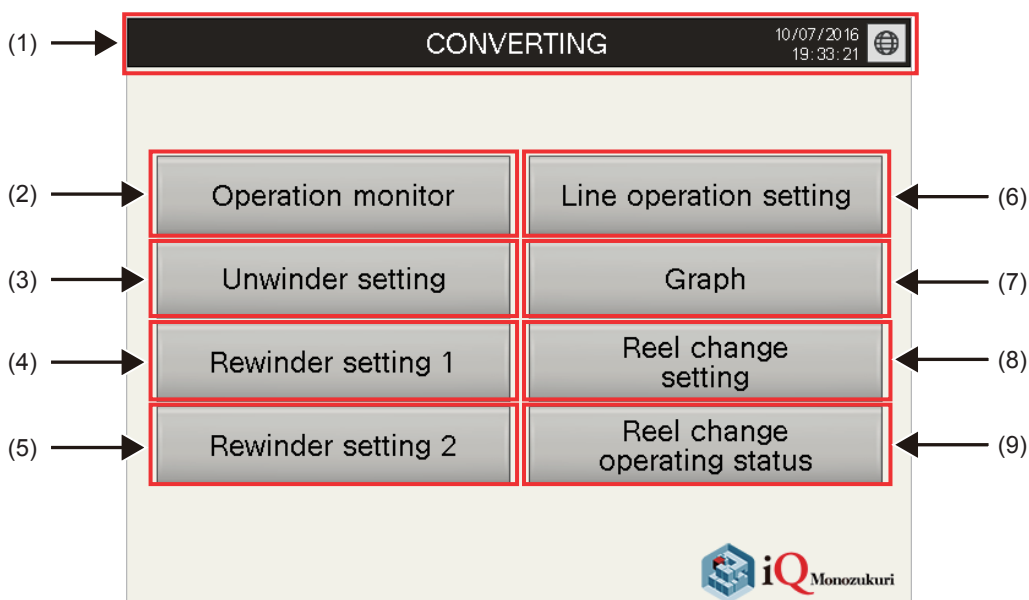 (1)
CONVERTING
10/07/2016
19:33:21
(2)
Operation monitor
Line operation setting
(6)
(3)
Unwinder setting
Graph
(7)
(4)
Rewinder setting 1
Reel change
setting
(8)
(5)
Rewinder setting 2
Reel change
operating status
(9)
iQ Monozukuri